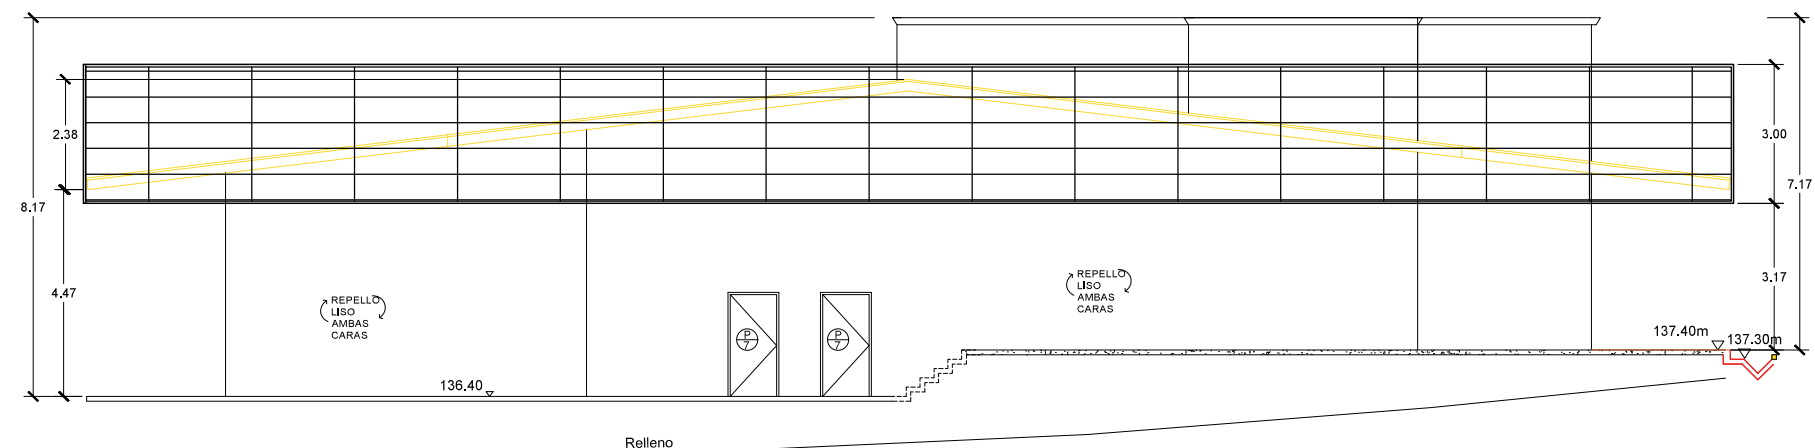 2.38
3.00
8.17
7.17
4.47
3.17
REPELLO
LISO
AMBAS
CARAS
REPELLO
LISO
AMBAS
CARAS
P
7
P
7
137.40m
137.30m
136.40
Relleno